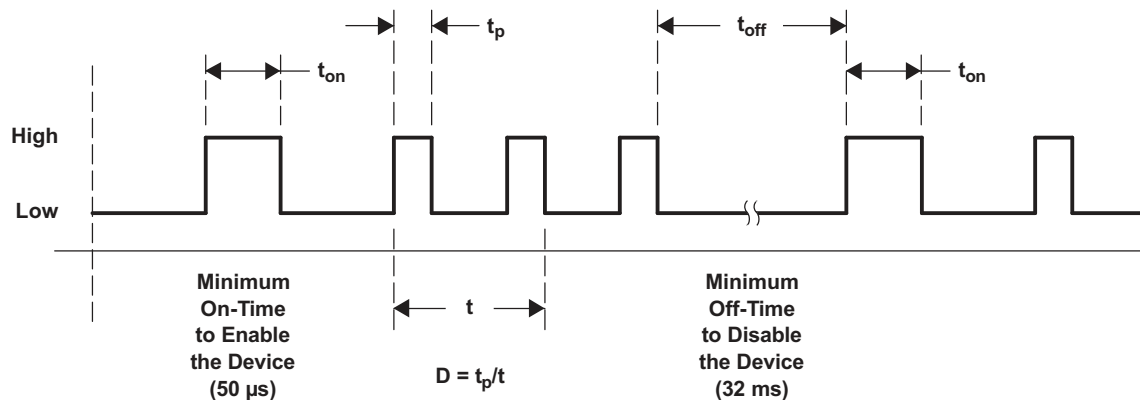 tp
toff
ton
ton
High
Low
Minimum
On-Time
to Enable
the Device
(50 µs)
t
D = tp/t
Minimum
Off-Time
to Disable
the Device
(32 ms)